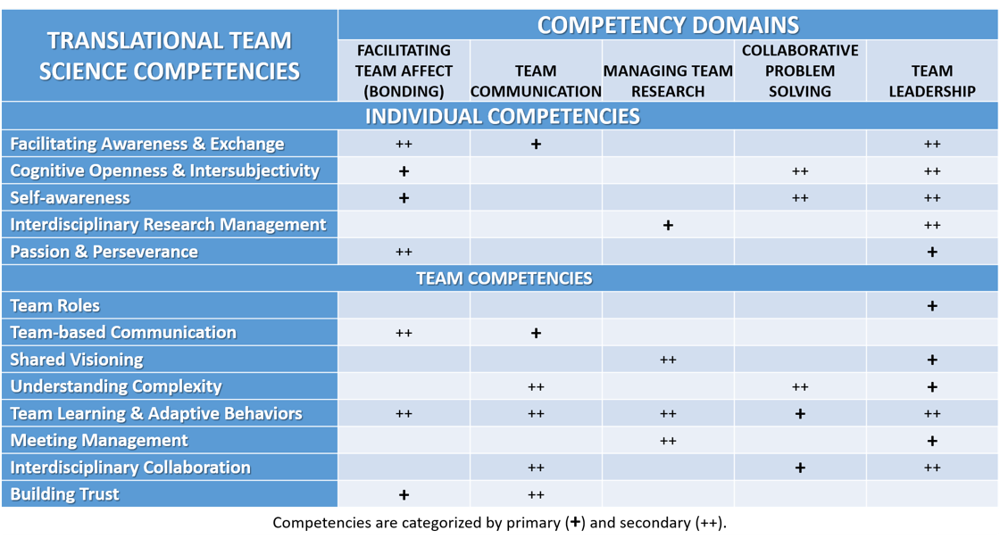 TRANSLATIONAL TEAM
SCIENCE COMPETENCIES
COMPETENCY DOMAINS
FACILITATING
TEAM AFFECT
(BONDING)
TEAM
COMMUNICATION
MANAGING TEAM
RESEARCH
COLLABORATIVE
PROBLEM
SOLVING
TEAM
LEADERSHIP
INDIVIDUAL COMPETENCIES
Facilitating Awareness & Exchange ++ + ++
Cognitive Openness & Intersubjectivity + ++ ++
Self-awareness + ++ ++
Interdisciplinary Research Management + ++
Passion & Perseverance ++ +
TEAM COMPETENCIES
Team Roles +
Team-based Communication ++ +
Shared Visioning ++ +
Understanding Complexity ++ ++ +
Team Learning & Adaptive Behaviors ++ ++ ++ + ++
Meeting Management ++ +
Interdisciplinary Collaboration ++ + ++
Building Trust + ++
Competencies are categorized by primary (+) and secondary (++).